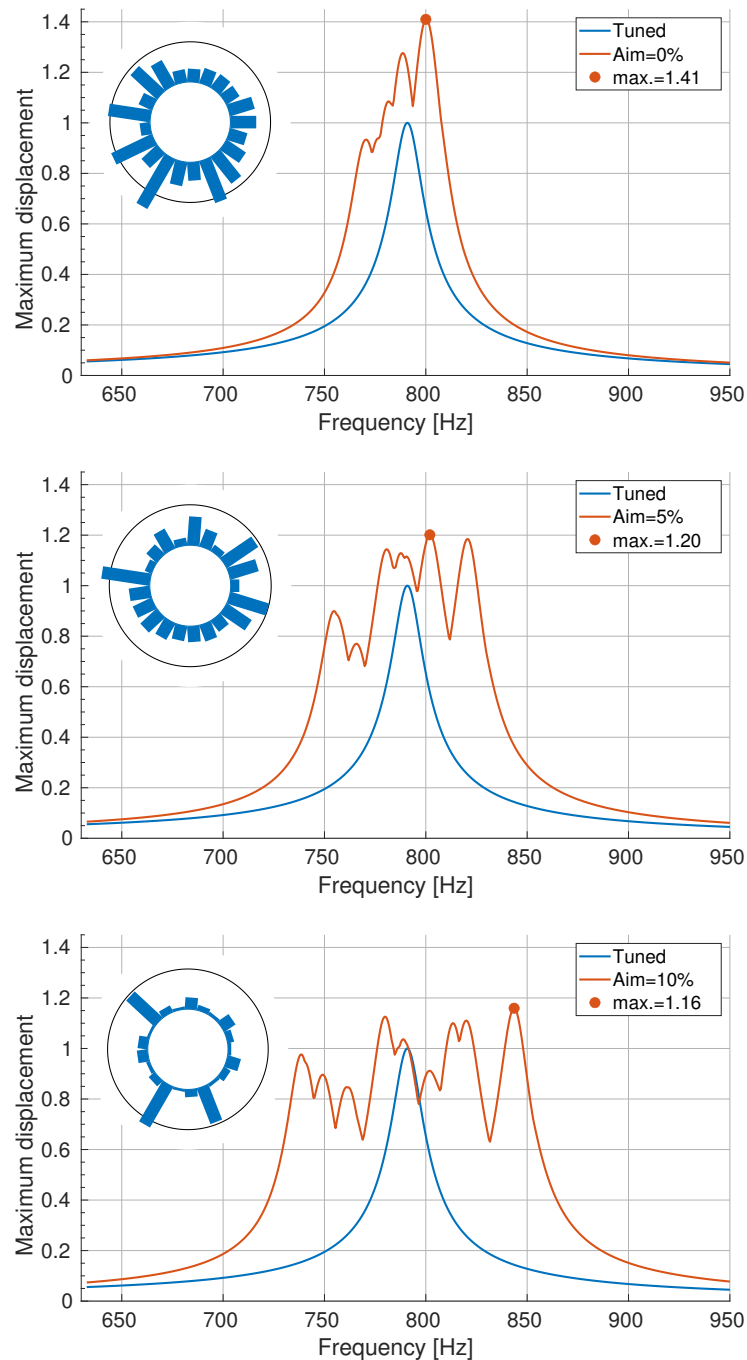 1.4
1.2
1
0.8
0.6
0.4
0.2
0
Maximum displacement
Tuned
Aim=0%
max.=1.41
650 700 750 800 850 900 950
Frequency [Hz]
1.4
1.2
1
0.8
0.6
0.4
0.2
0
Maximum displacement
Tuned
Aim=5%
max.=1.20
650 700 750 800 850 900 950
Frequency [Hz]
1.4
1.2
1
0.8
0.6
0.4
0.2
0
Maximum displacement
Tuned
Aim=10%
max.=1.16
650 700 750 800 850 900 950
Frequency [Hz]